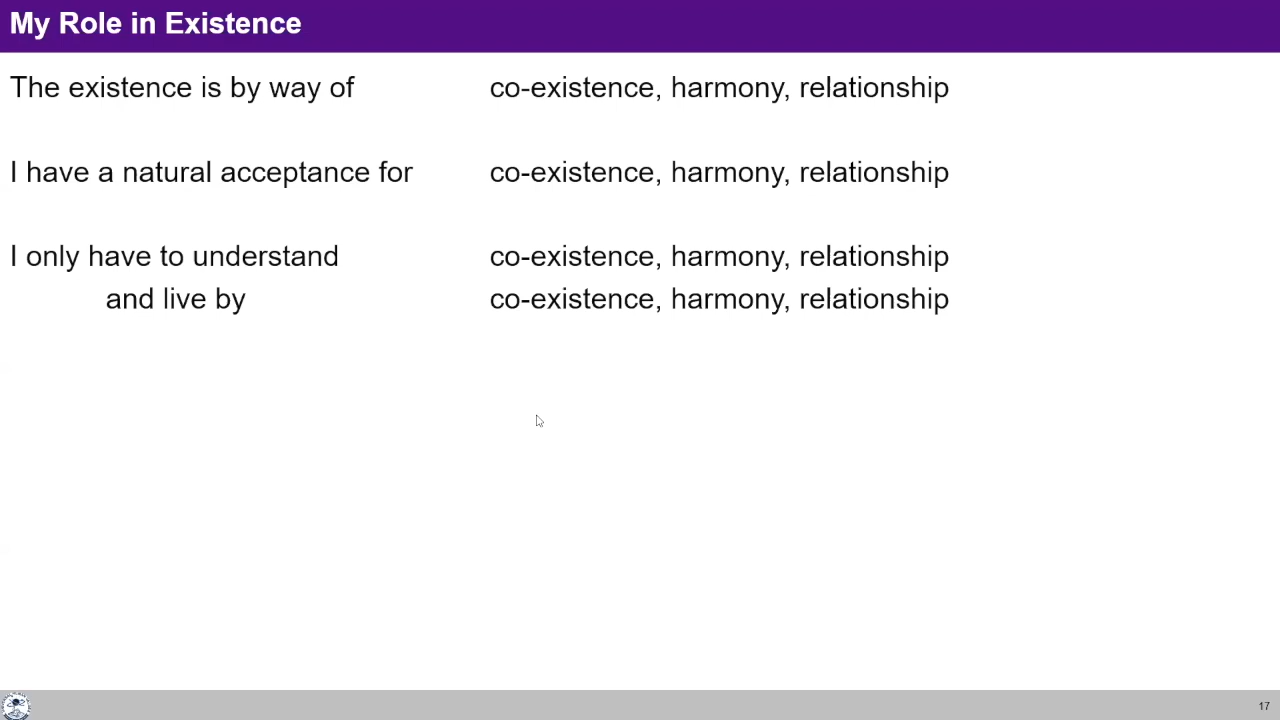 My Role in Existence
The existence is by way of co-existence, harmony, relationship
I have a natural acceptance for co-existence, harmony, relationship
I only have to understand co-existence, harmony, relationship
and live by co-existence, harmony, relationship
17